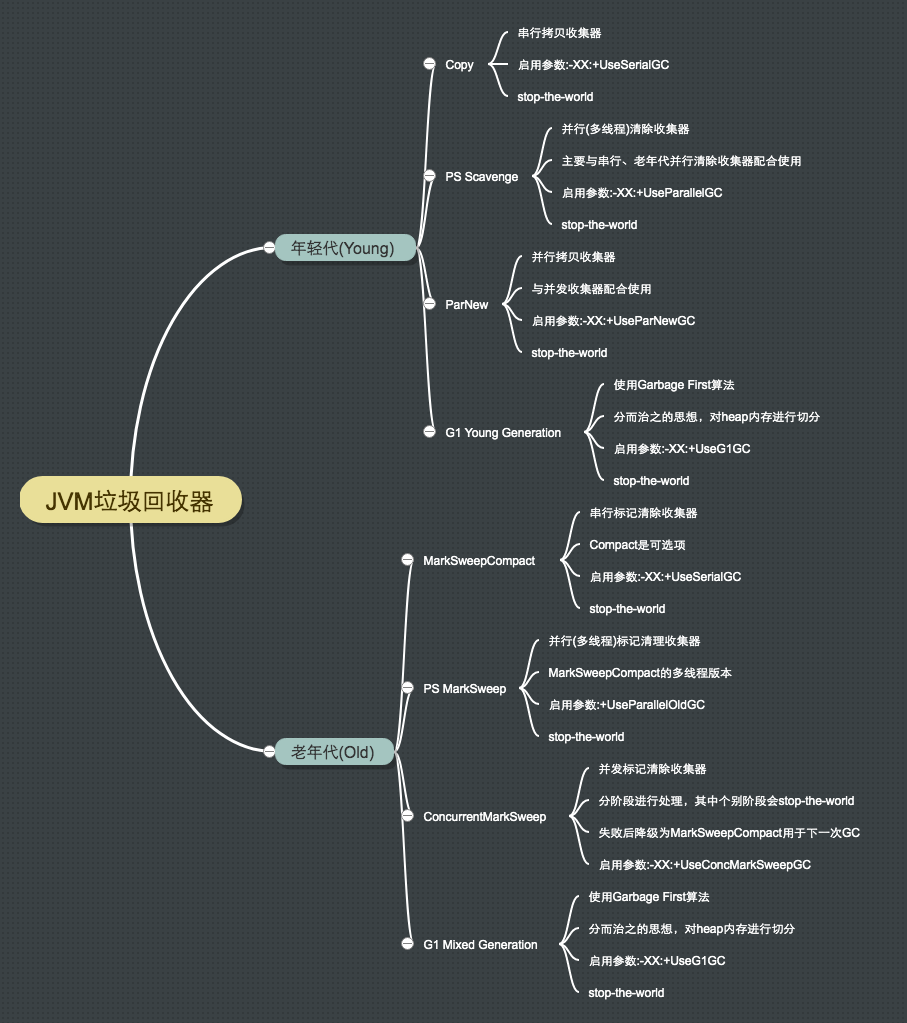 JVM垃圾回收器
年轻代(Young)
Copy
串行拷贝收集器
启用参数:-XX:+UseSerialGC
stop-the-world
PS Scavenge
并行(多线程)清除收集器
主要与串行、老年代并行清除收集器配合使用
启用参数:-XX:+UseParallelGC
stop-the-world
ParNew
并行拷贝收集器
与并发收集器配合使用
启用参数:-XX:+UseParNewGC
stop-the-world
G1 Young Generation
使用Garbage First算法
分而治之的思想，对heap内存进行切分
启用参数:-XX:+UseG1GC
stop-the-world
老年代(Old)
MarkSweepCompact
串行标记清除收集器
Compact是可选项
启用参数:-XX:+UseSerialGC
stop-the-world
PS MarkSweep
并行(多线程)标记清理收集器
MarkSweepCompact的多线程版本
启用参数:+UseParallelOldGC
stop-the-world
ConcurrentMarkSweep
并发标记清除收集器
分阶段进行处理，其中个别阶段会stop-the-world
失败后降级为MarkSweepCompact用于下一次GC
启用参数:-XX:+UseConcMarkSweepGC
G1 Mixed Generation
使用Garbage First算法
分而治之的思想，对heap内存进行切分
启用参数:-XX:+UseG1GC
stop-the-world